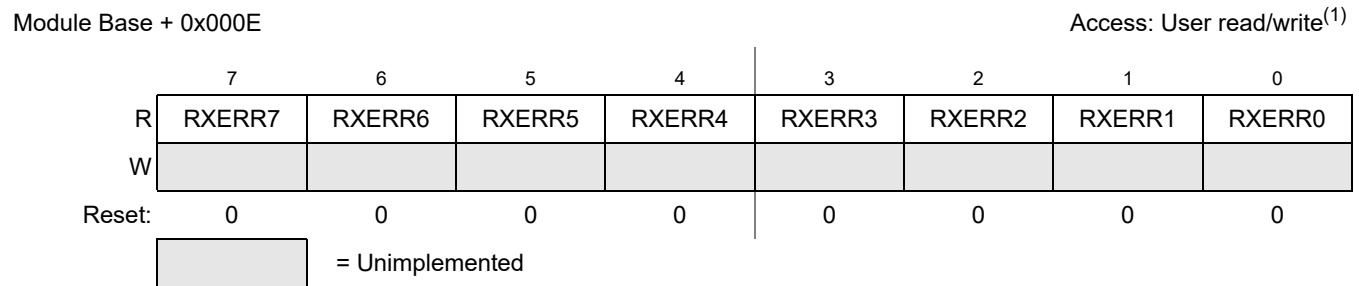 Module Base + 0x000E Access: User read/write(1)
7 6 5 4 3 2 1 0
R RXERR7 RXERR6 RXERR5 RXERR4 RXERR3 RXERR2 RXERR1 RXERR0
W
Reset: 0 0 0 0 0 0 0 0
= Unimplemented